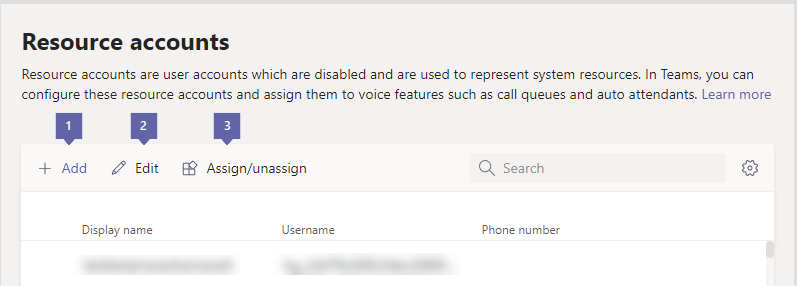 Resource accounts
Resource accounts are user accounts which are disabled and are used to represent system resources. In Teams, you can
configure these resource accounts and assign them to voice features such as call queues and auto attendants. Learn more
1 2 3
Add Edit Assign/unassign Search
Display name Username Phone number